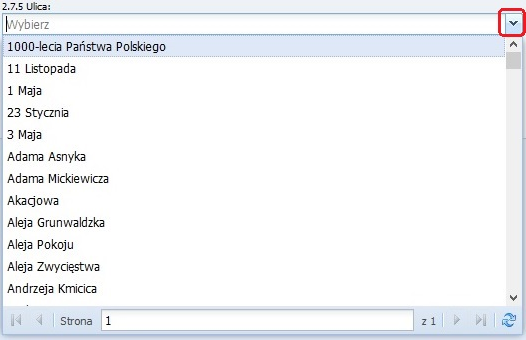 2.7.5 Ulica:
Wybierz
1000-lecia Państwa Polskiego
11 Listopada
1 Maja
23 Stycznia
3 Maja
Adama Asnyka
Adama Mickiewicza
Akacjowa
Aleja Grunwaldzka
Aleja Pokoju
Aleja Zwycięstwa
Andrzeja Kmicica
Strona 1 z 1